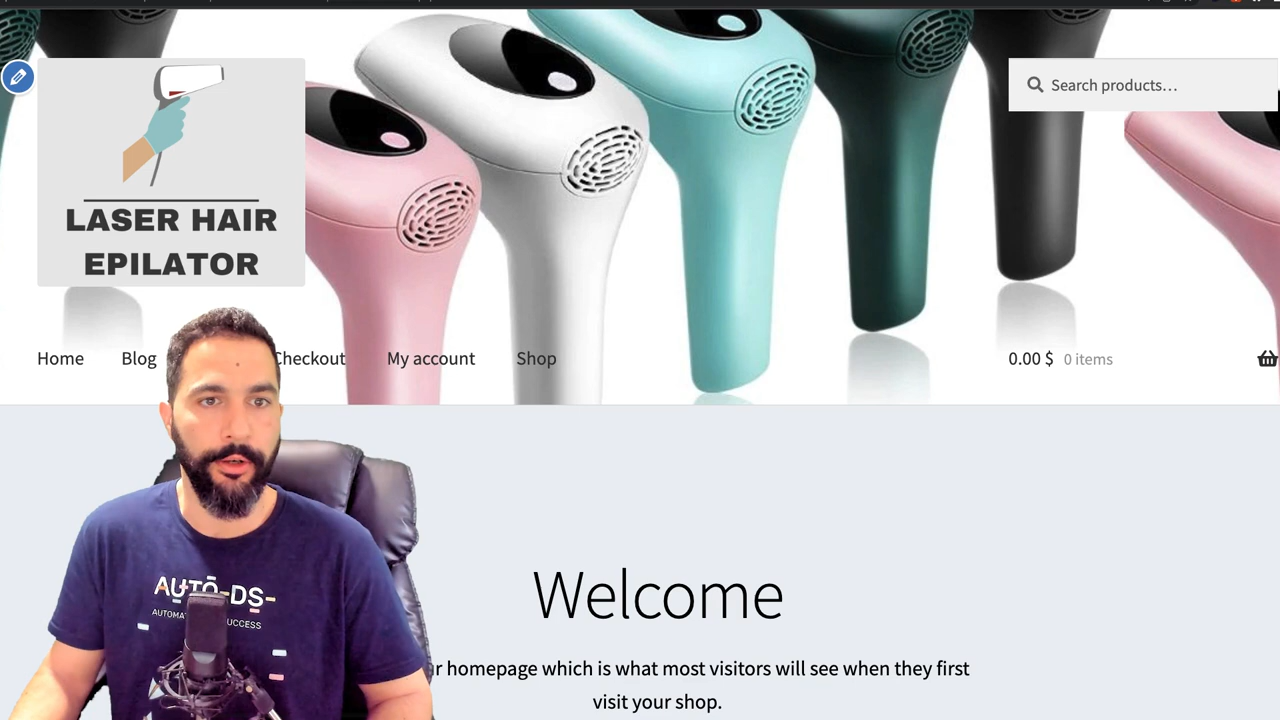 Search products…
LASER HAIR
EPILATOR
Home
Blog
Checkout
My account
Shop
0.00 $ 0 items
AUTO-DS-
Welcome
homepage which is what most visitors will see when they first
visit your shop.